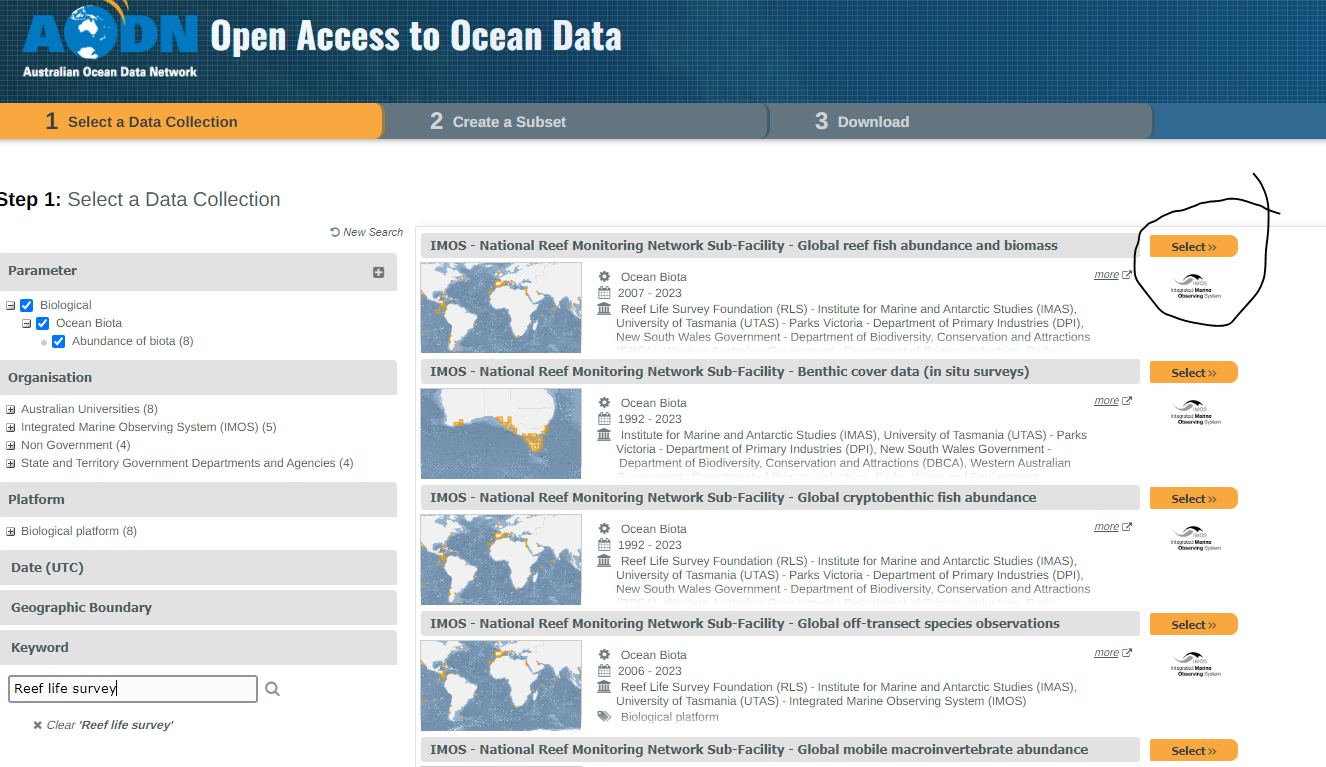 AODN Open Access to Ocean Data
Australian Ocean Data Network
1 Select a Data Collection
2 Create a Subset
3 Download
Step 1: Select a Data Collection
New Search
Parameter
Biological
Ocean Biota
Abundance of biota (8)
Organisation
Australian Universities (8)
Integrated Marine Observing System (IMOS) (5)
Non Government (4)
State and Territory Government Departments and Agencies (4)
Platform
Biological platform (8)
Date (UTC)
Geographic Boundary
Keyword
Reef life survey
Clear 'Reef life survey'
IMOS - National Reef Monitoring Network Sub-Facility - Global reef fish abundance and biomass
Select »
Ocean Biota
more
2007 - 2023
Reef Life Survey Foundation (RLS) - Institute for Marine and Antarctic Studies (IMAS),
University of Tasmania (UTAS) - Parks Victoria - Department of Primary Industries (DPI),
New South Wales Government - Department of Biodiversity, Conservation and Attractions
IMOS
Integrated Marine
Observing System
IMOS - National Reef Monitoring Network Sub-Facility - Benthic cover data (in situ surveys)
Select »
Ocean Biota
more
1992 - 2023
Institute for Marine and Antarctic Studies (IMAS), University of Tasmania (UTAS) - Parks
Victoria - Department of Primary Industries (DPI), New South Wales Government -
Department of Biodiversity, Conservation and Attractions (DBCA), Western Australian
IMOS
Integrated Marine
Observing System
IMOS - National Reef Monitoring Network Sub-Facility - Global cryptobenthic fish abundance
Select »
Ocean Biota
more
1992 - 2023
Reef Life Survey Foundation (RLS) - Institute for Marine and Antarctic Studies (IMAS),
University of Tasmania (UTAS) - Parks Victoria - Department of Primary Industries (DPI),
New South Wales Government - Department of Biodiversity, Conservation and Attractions
IMOS
Integrated Marine
Observing System
IMOS - National Reef Monitoring Network Sub-Facility - Global off-transect species observations
Select »
Ocean Biota
more
2006 - 2023
Reef Life Survey Foundation (RLS) - Institute for Marine and Antarctic Studies (IMAS),
University of Tasmania (UTAS) - Integrated Marine Observing System (IMOS)
Biological platform
IMOS
Integrated Marine
Observing System
IMOS - National Reef Monitoring Network Sub-Facility - Global mobile macroinvertebrate abundance
Select »